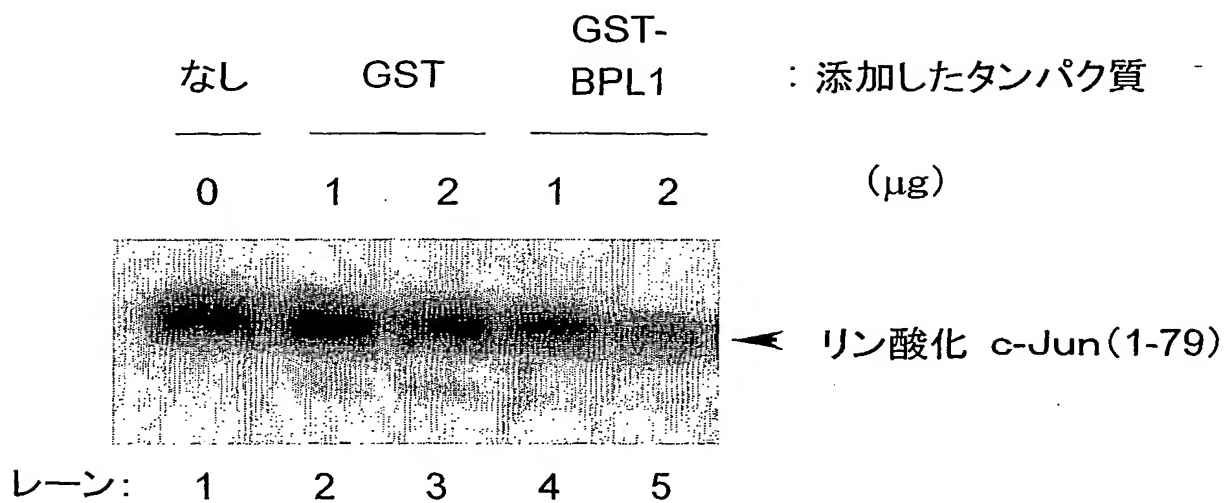 GST-
なし GST BPL1 : 添加したタンパク質
0 1 2 1 2 (μg)
リン酸化 c-Jun(1-79)
レーン: 1 2 3 4 5